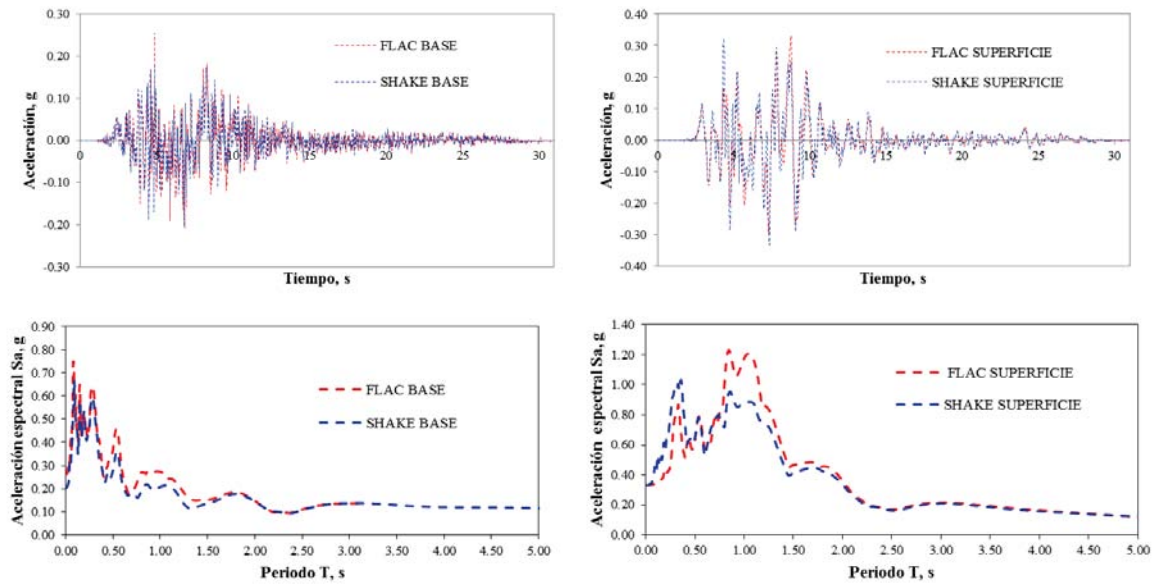 0.30
0.20
0.10
0.00
-0.10
-0.20
-0.30
Aceleración, g
FLAC BASE
SHAKE BASE
0 5 10 15 20 25 30
Tiempo, s
0.40
0.30
0.20
0.10
0.00
-0.10
-0.20
-0.30
-0.40
Aceleración, g
FLAC SUPERFICIE
SHAKE SUPERFICIE
0 5 10 15 20 25 30
Tiempo, s
0.90
0.80
0.70
0.60
0.50
0.40
0.30
0.20
0.10
0.00
Aceleración espectral Sa, g
FLAC BASE
SHAKE BASE
0.00 0.50 1.00 1.50 2.00 2.50 3.00 3.50 4.00 4.50 5.00
Periodo T, s
1.40
1.20
1.00
0.80
0.60
0.40
0.20
0.00
Aceleración espectral Sa, g
FLAC SUPERFICIE
SHAKE SUPERFICIE
0.00 0.50 1.00 1.50 2.00 2.50 3.00 3.50 4.00 4.50 5.00
Periodo T, s